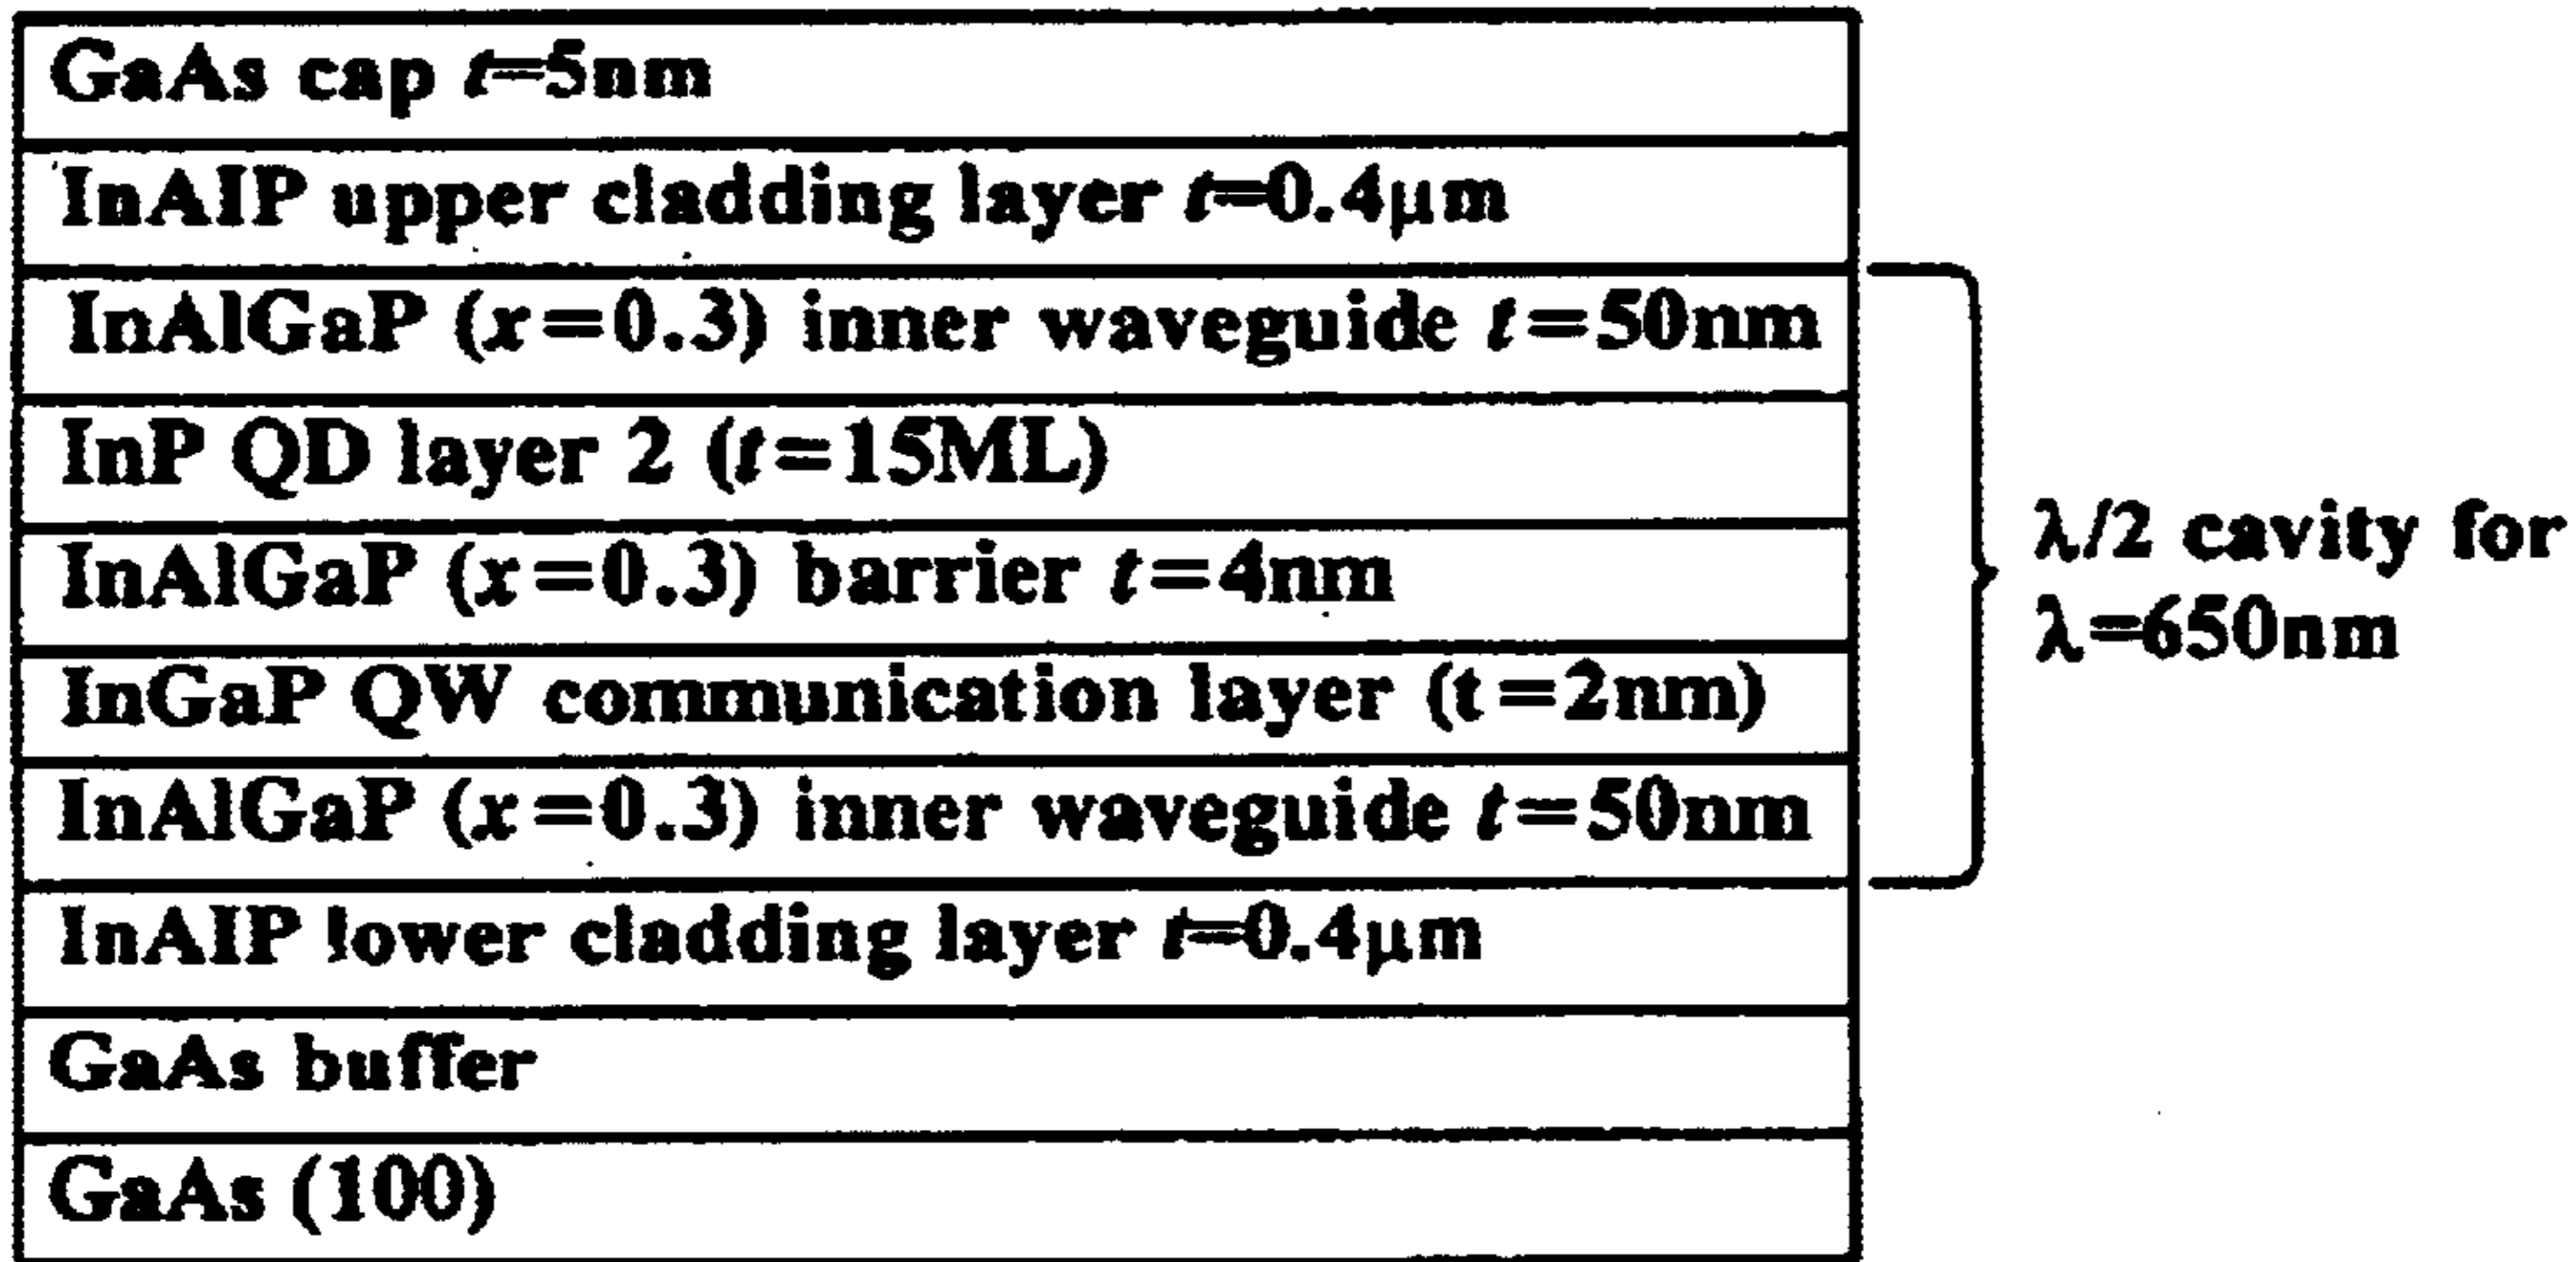 GaAs cap t=5nm
InAlP upper cladding layer t=0.4μm
InAlGaP (x=0.3) inner waveguide t=50nm
InP QD layer 2 (t=15ML)
InAlGaP (x=0.3) barrier t=4nm
InGaP QW communication layer (t=2nm)
InAlGaP (x=0.3) inner waveguide t=50nm
InAlP lower cladding layer t=0.4μm
GaAs buffer
GaAs (100)
λ/2 cavity for
λ=650nm